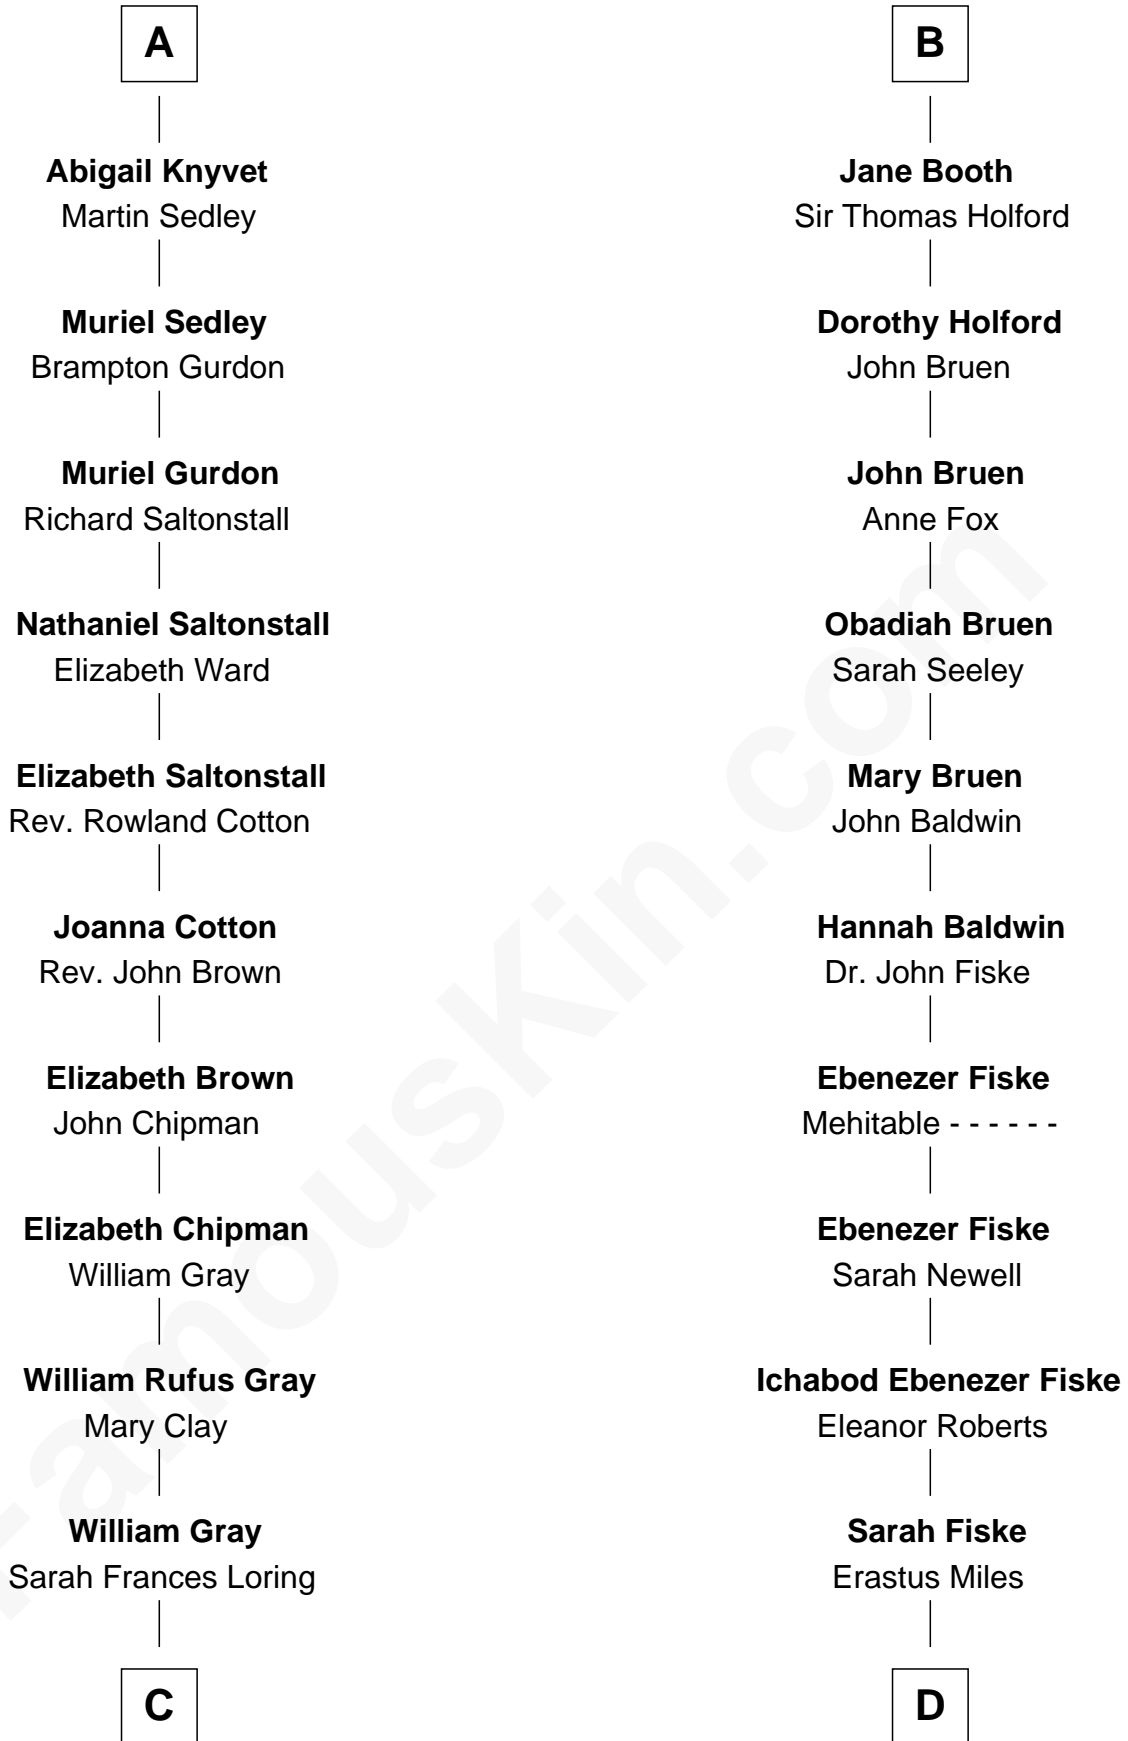 A
Abigail Knyvet
Martin Sedley
Muriel Sedley
Brampton Gurdon
Muriel Gurdon
Richard Saltonstall
Nathaniel Saltonstall
Elizabeth Ward
Elizabeth Saltonstall
Rev. Rowland Cotton
Joanna Cotton
Rev. John Brown
Elizabeth Brown
John Chipman
Elizabeth Chipman
William Gray
William Rufus Gray
Mary Clay
William Gray
Sarah Frances Loring
C
B
Jane Booth
Sir Thomas Holford
Dorothy Holford
John Bruen
John Bruen
Anne Fox
Obadiah Bruen
Sarah Seeley
Mary Bruen
John Baldwin
Hannah Baldwin
Dr. John Fiske
Ebenezer Fiske
Mehitable - - - - - -
Ebenezer Fiske
Sarah Newell
Ichabod Ebenezer Fiske
Eleanor Roberts
Sarah Fiske
Erastus Miles
D
FamousKin.com